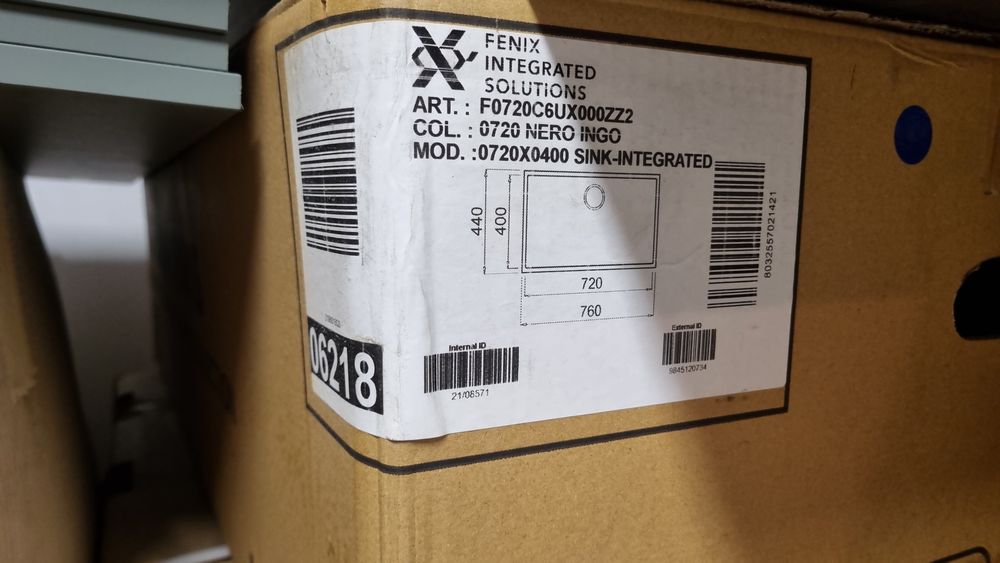 FENIX
INTEGRATED
SOLUTIONS
ART. : F0720C6UX000ZZ2
COL. : 0720 NERO INGO
MOD. :0720X0400 SINK-INTEGRATED
440
400
720
760
8032557021421
Internal ID
21/06571
External ID
9845120734
06218